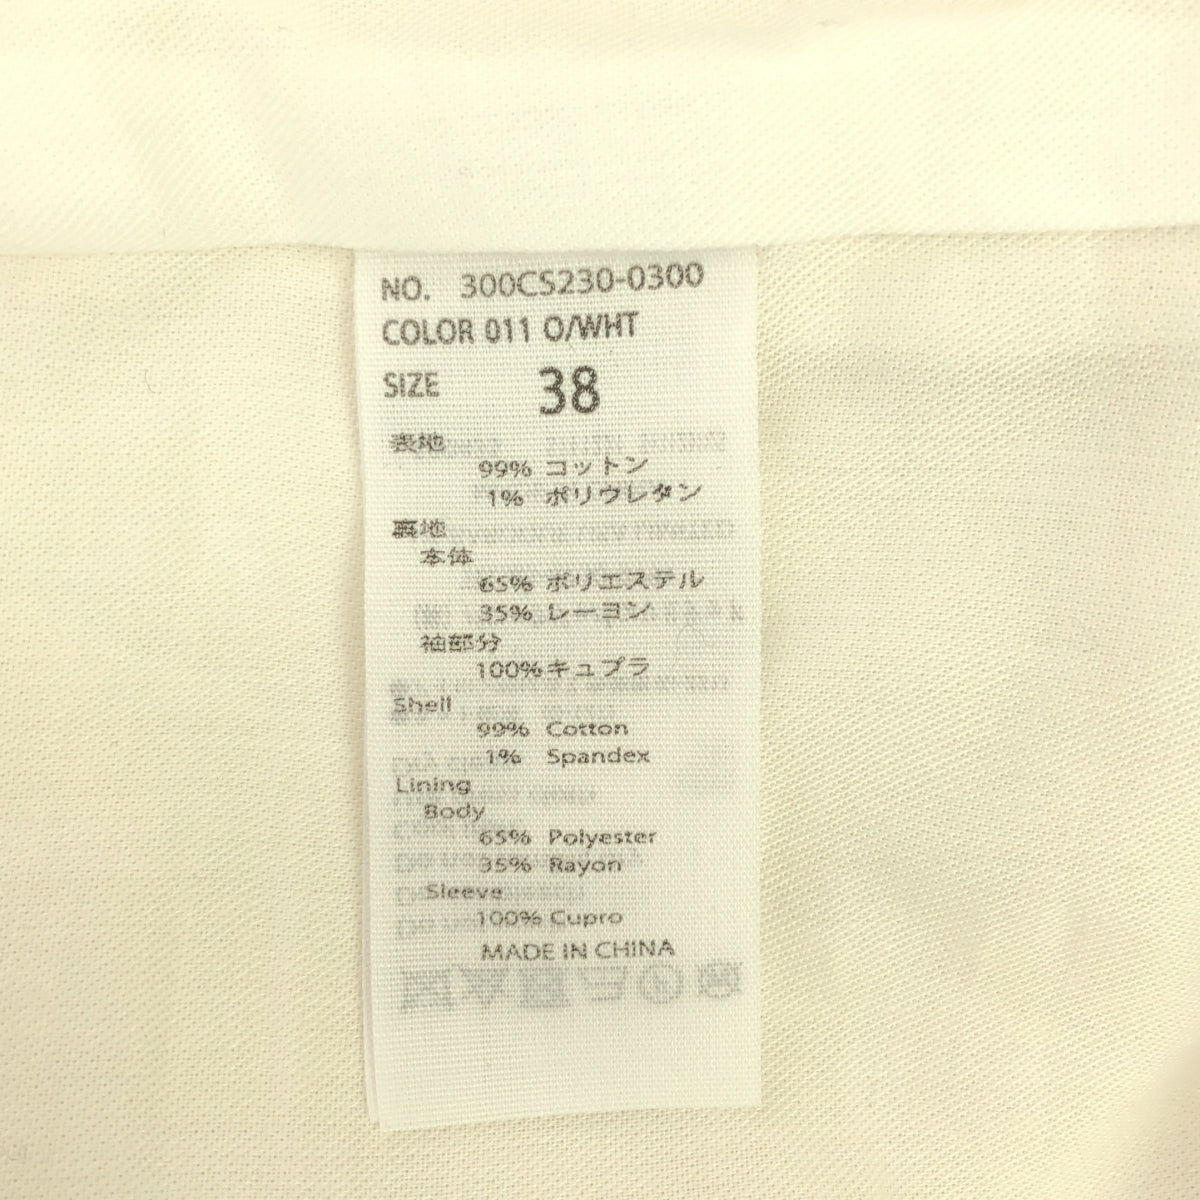 NO. 300CS230-0300
COLOR 011 O/WHT
SIZE 38
表地
99% コットン
1% ポリウレタン
裏地
本体
65% ポリエステル
35% レーヨン
袖部分
100% キュプラ
Shell
99% Cotton
1% Spandex
Lining
Body
65% Polyester
35% Rayon
Sleeve
100% Cupro
MADE IN CHINA